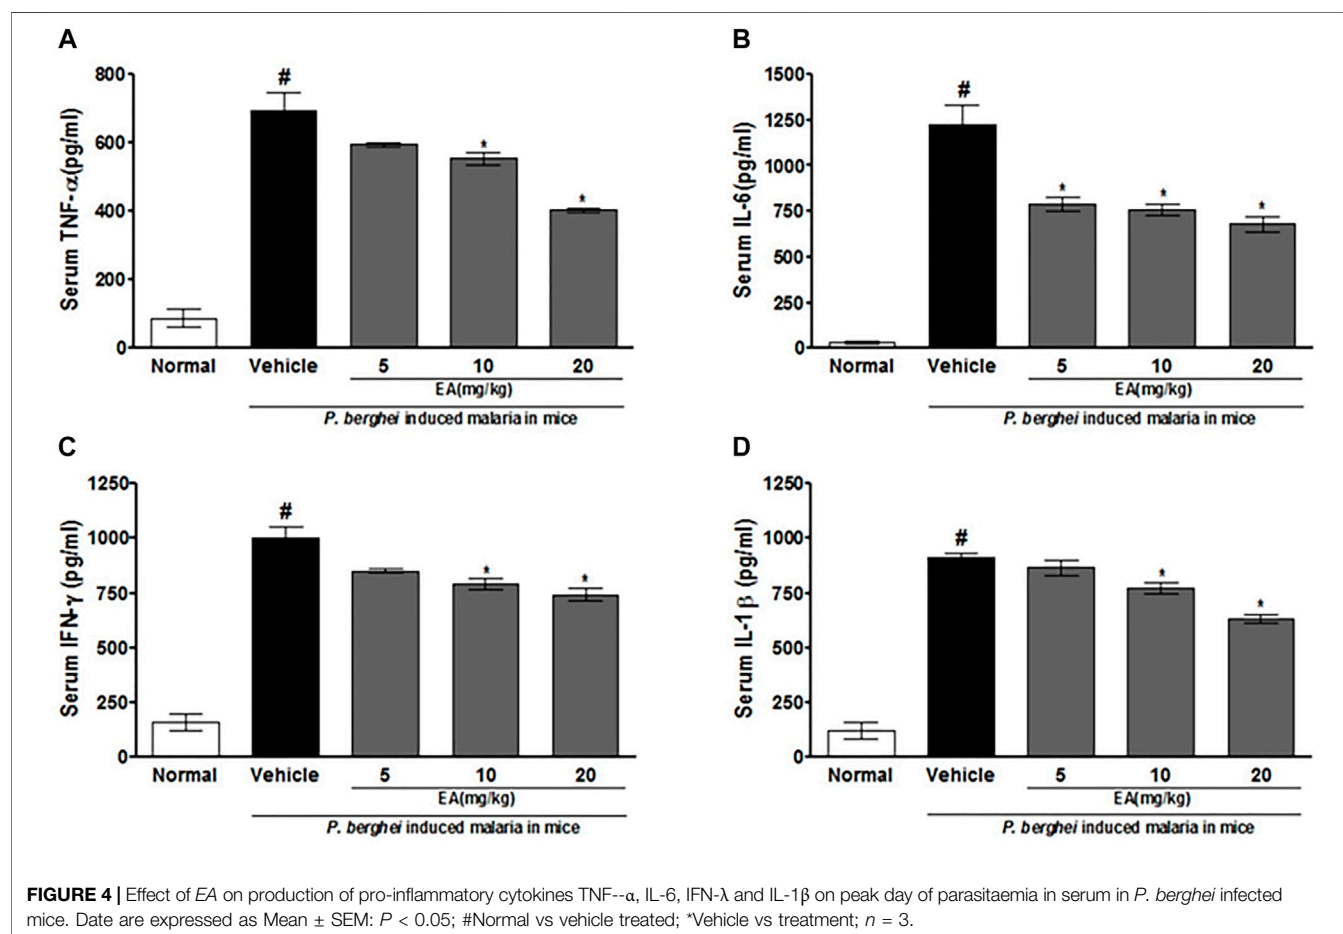 A
B
800
600
400
200
0
Serum TNF-α(pg/ml)
#
*
*
Normal
Vehicle
5
10
20
EA(mg/kg)
P. berghei induced malaria in mice
1500
1250
1000
750
500
250
0
Serum IL-6(pg/ml)
#
*
*
*
Normal
Vehicle
5
10
20
EA(mg/kg)
P. berghei induced malaria in mice
C
D
1250
1000
750
500
250
0
Serum IFN-γ (pg/ml)
#
*
*
Normal
Vehicle
5
10
20
EA(mg/kg)
P. berghei induced malaria in mice
1250
1000
750
500
250
0
Serum IL-1 β (pg/ml)
#
*
*
Normal
Vehicle
5
10
20
EA(mg/kg)
P. berghei induced malaria in mice
FIGURE 4 | Effect of EA on production of pro-inflammatory cytokines TNF--α, IL-6, IFN-λ and IL-1β on peak day of parasitaemia in serum in P. berghei infected
mice. Date are expressed as Mean ± SEM: P < 0.05; #Normal vs vehicle treated; *Vehicle vs treatment; n = 3.